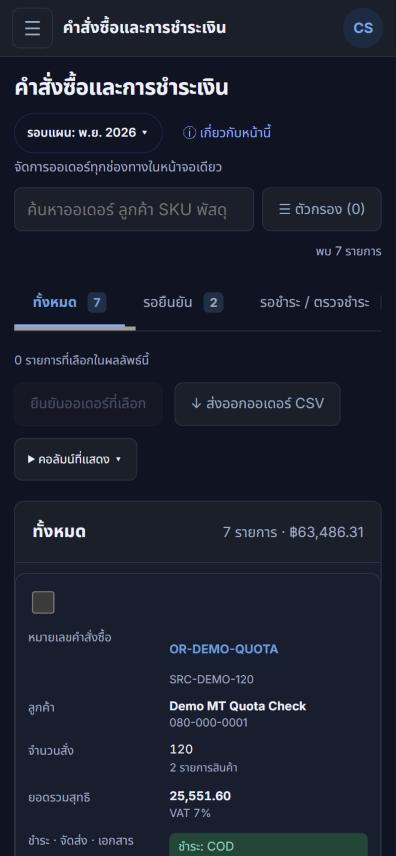 ☰ คำสั่งซื้อและการชำระเงิน CS
คำสั่งซื้อและการชำระเงิน
รอบแผน: พ.ย. 2026 ▾ ⓘ เกี่ยวกับหน้านี้
จัดการออเดอร์ทุกช่องทางในหน้าจอเดียว
ค้นหาออเดอร์ ลูกค้า SKU พัสดุ ☰ ตัวกรอง (0)
พบ 7 รายการ
ทั้งหมด 7 รอยืนยัน 2 รอชำระ / ตรวจชำระ
0 รายการที่เลือกในผลลัพธ์นี้
ยืนยันออเดอร์ที่เลือก ↓ ส่งออกออเดอร์ CSV
▶ คอลัมน์ที่แสดง ▾
ทั้งหมด 7 รายการ · ฿63,486.31
หมายเลขคำสั่งซื้อ OR-DEMO-QUOTA
SRC-DEMO-120
ลูกค้า Demo MT Quota Check
080-000-0001
จำนวนสั่ง 120
2 รายการสินค้า
ยอดรวมสุทธิ 25,551.60
VAT 7%
ชำระ · จัดส่ง · เอกสาร ชำระ: COD